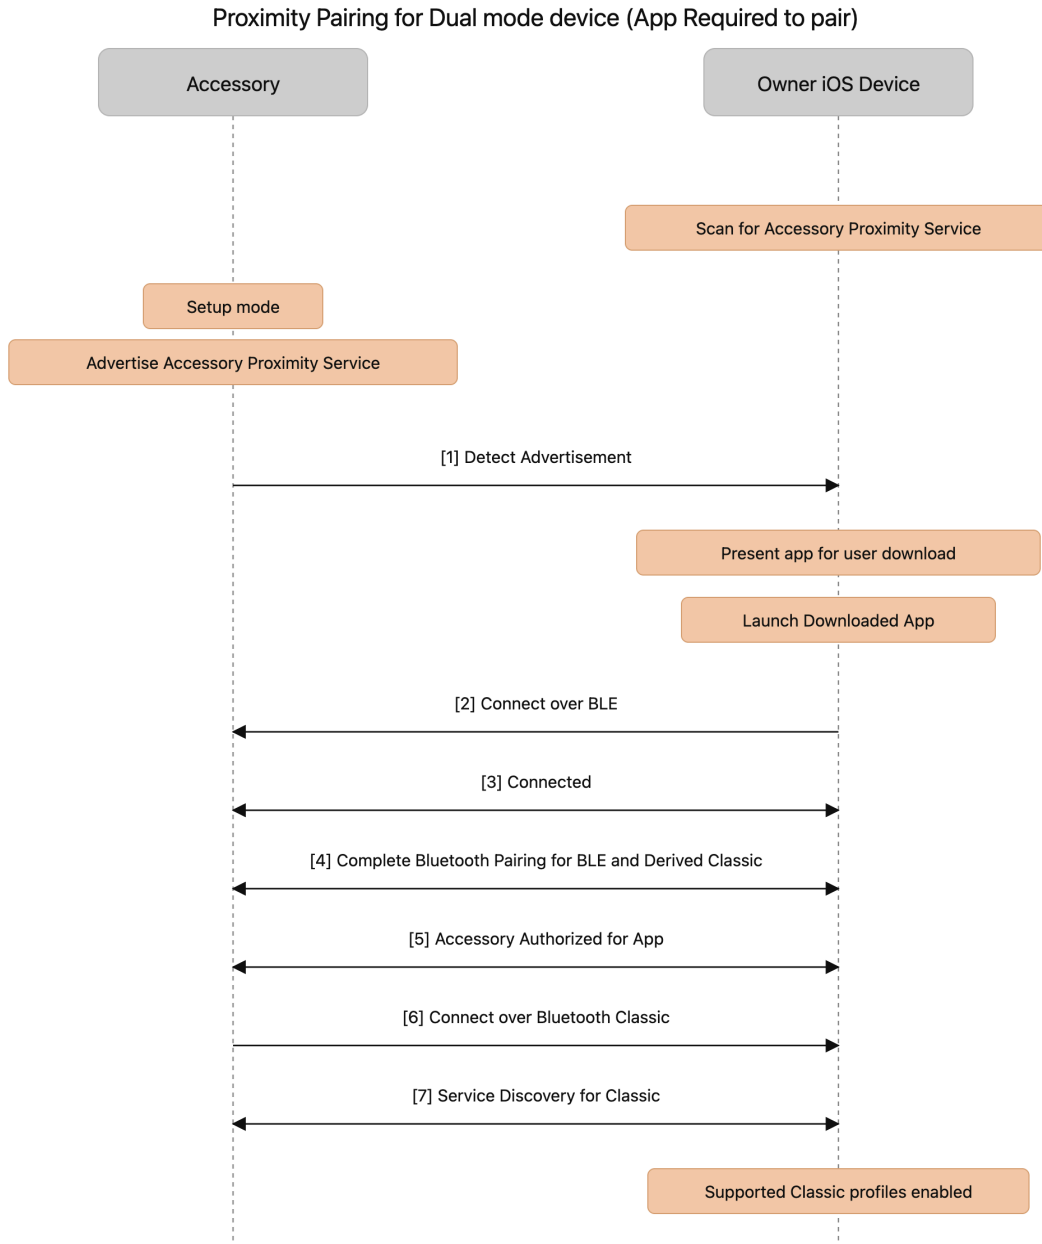 Proximity Pairing for Dual mode device (App Required to pair)
Accessory
Owner iOS Device
Scan for Accessory Proximity Service
Setup mode
Advertise Accessory Proximity Service
[1] Detect Advertisement
Present app for user download
Launch Downloaded App
[2] Connect over BLE
[3] Connected
[4] Complete Bluetooth Pairing for BLE and Derived Classic
[5] Accessory Authorized for App
[6] Connect over Bluetooth Classic
[7] Service Discovery for Classic
Supported Classic profiles enabled